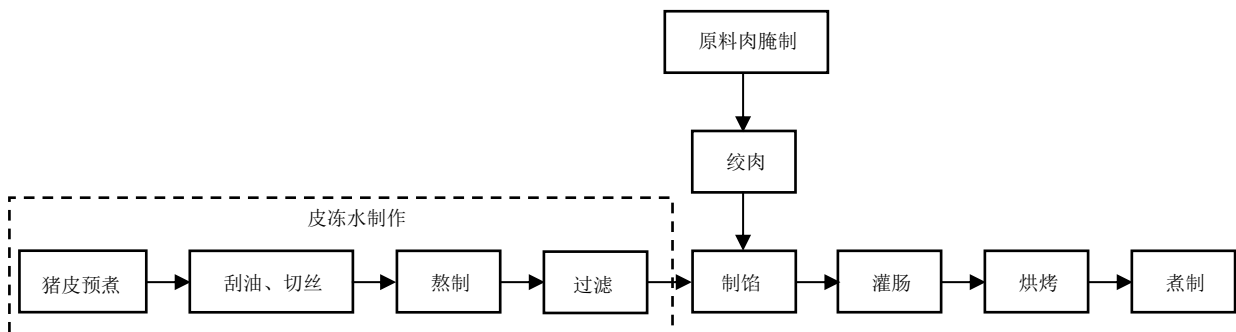 原料肉腌制
绞肉
皮冻水制作
猪皮预煮
刮油、切丝
熬制
过滤
制馅
灌肠
烘烤
煮制